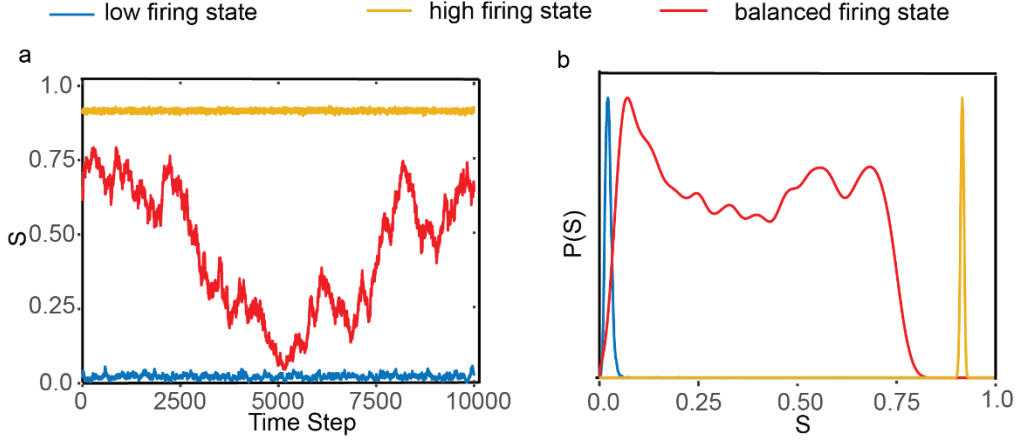 low firing state high firing state balanced firing state
a
1.0
0.75
0.50
0.25
0.0
S
0 2500 5000 7500 10000
Time Step
b
P(S)
0.0 0.25 0.50 0.75 1.0
S